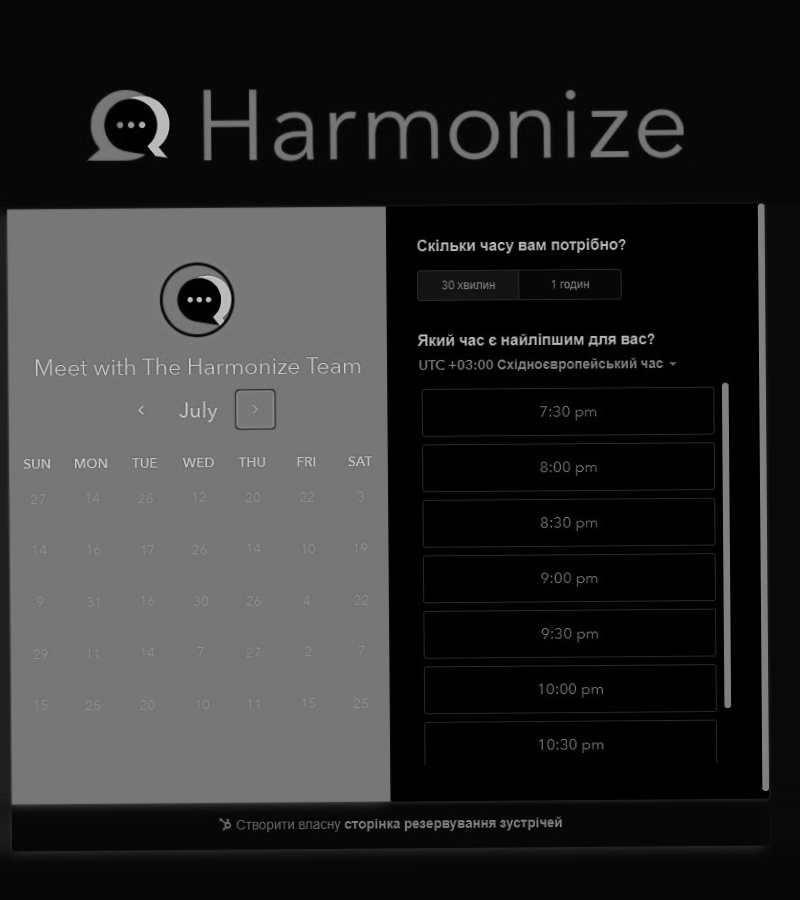 Harmonize
Meet with The Harmonize Team
July
SUN MON TUE WED THU FRI SAT
27 14 28 12 20 22 3
14 16 17 26 14 10 19
9 31 16 30 26 4 22
29 11 14 7 27 2 7
15 25 20 10 11 15 25
Скільки часу вам потрібно?
30 хвилин 1 годин
Який час є найліпшим для вас?
UTC +03:00 Східноєвропейський час
7:30 pm
8:00 pm
8:30 pm
9:00 pm
9:30 pm
10:00 pm
10:30 pm
Створити власну сторінка резервування зустрічей